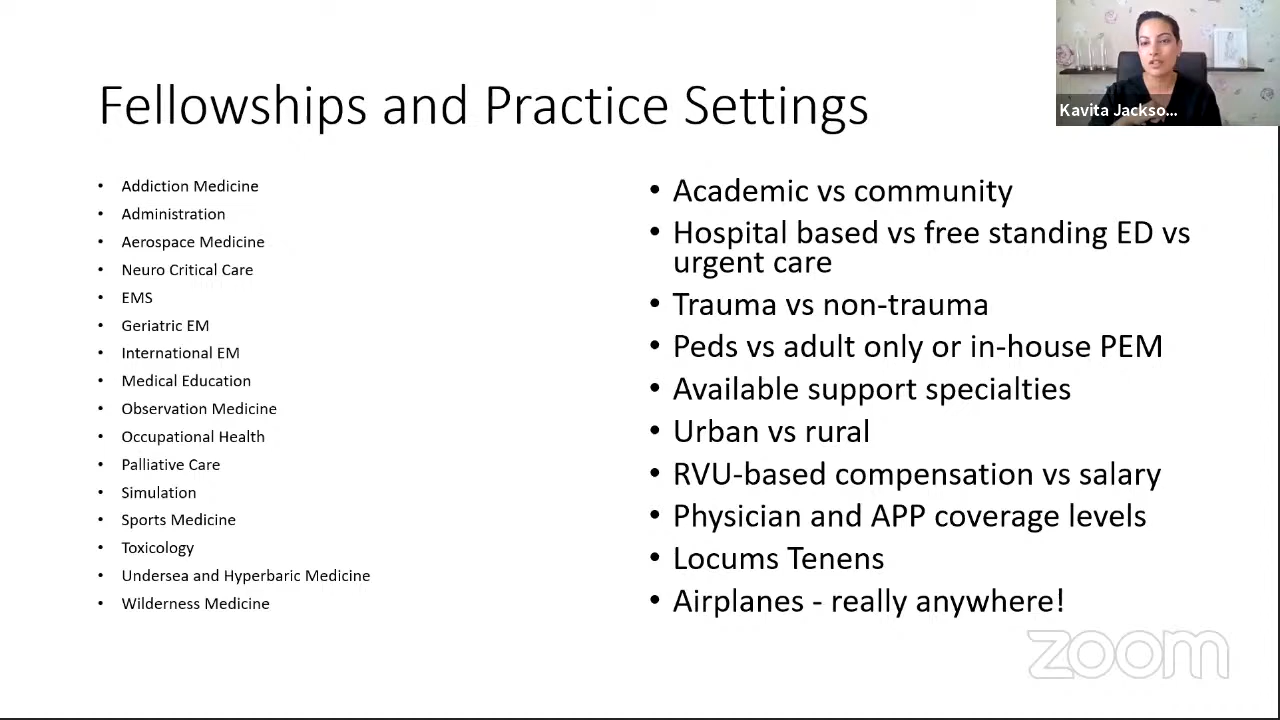 Fellowships and Practice Settings
Kavita Jackso...
• Addiction Medicine
• Administration
• Aerospace Medicine
• Neuro Critical Care
• EMS
• Geriatric EM
• International EM
• Medical Education
• Observation Medicine
• Occupational Health
• Palliative Care
• Simulation
• Sports Medicine
• Toxicology
• Undersea and Hyperbaric Medicine
• Wilderness Medicine
• Academic vs community
• Hospital based vs free standing ED vs
urgent care
• Trauma vs non-trauma
• Peds vs adult only or in-house PEM
• Available support specialties
• Urban vs rural
• RVU-based compensation vs salary
• Physician and APP coverage levels
• Locums Tenens
• Airplanes - really anywhere!
zoom